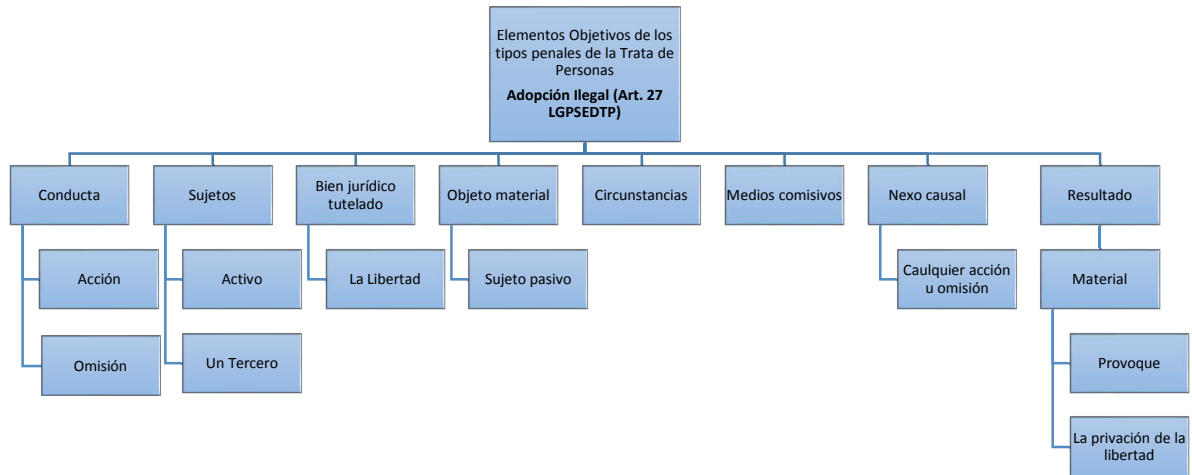 Elementos Objetivos de los
tipos penales de la Trata de
Personas
Adopción Ilegal (Art. 27
LGPSEDTP)
Conducta
Sujetos
Bien jurídico
tutelado
Objeto material
Circunstancias
Medios comisivos
Nexo causal
Resultado
Acción
Activo
La Libertad
Sujeto pasivo
Caulquier acción
u omisión
Material
Omisión
Un Tercero
Provoque
La privación de la
libertad